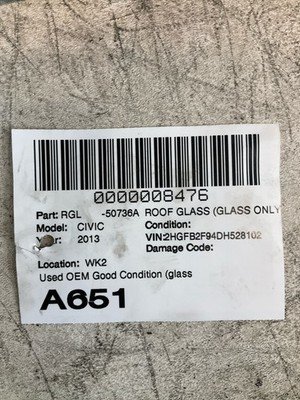 0000008476
Part: RGL -50736A ROOF GLASS (GLASS ONLY
Model: CIVIC Condition:
2013 VIN:2HGFB2F94DH528102
Damage Code:
Location: WK2
Used OEM Good Condition (glass
A651